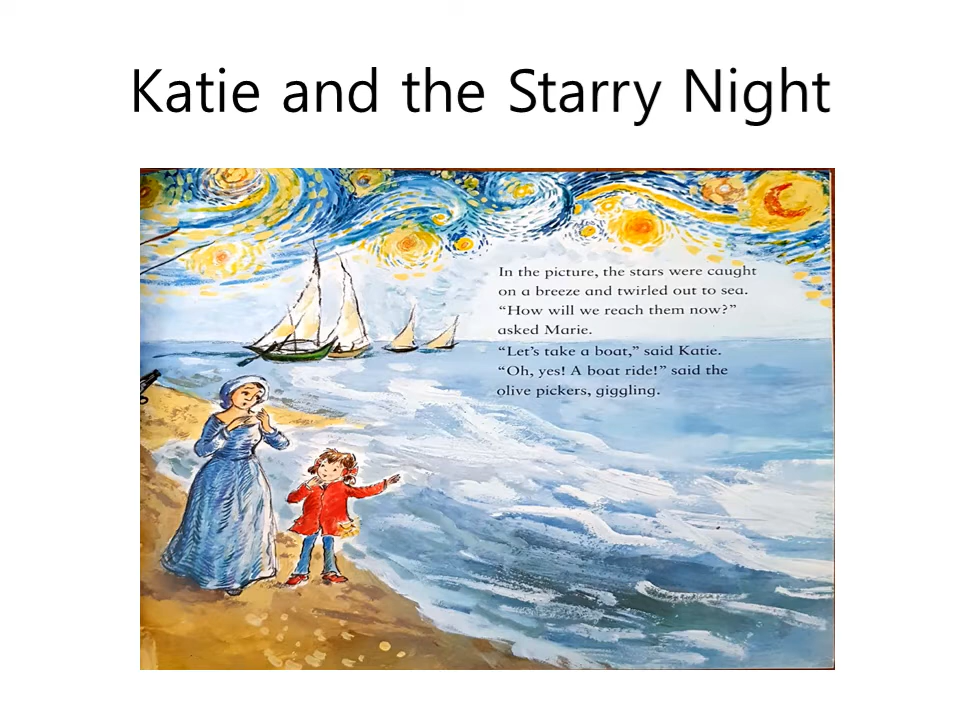 Katie and the Starry Night
In the picture, the stars were caught
on a breeze and twirled out to sea.
“How will we reach them now?”
asked Marie.
“Let’s take a boat,” said Katie.
“Oh, yes! A boat ride!” said the
olive pickers, giggling.